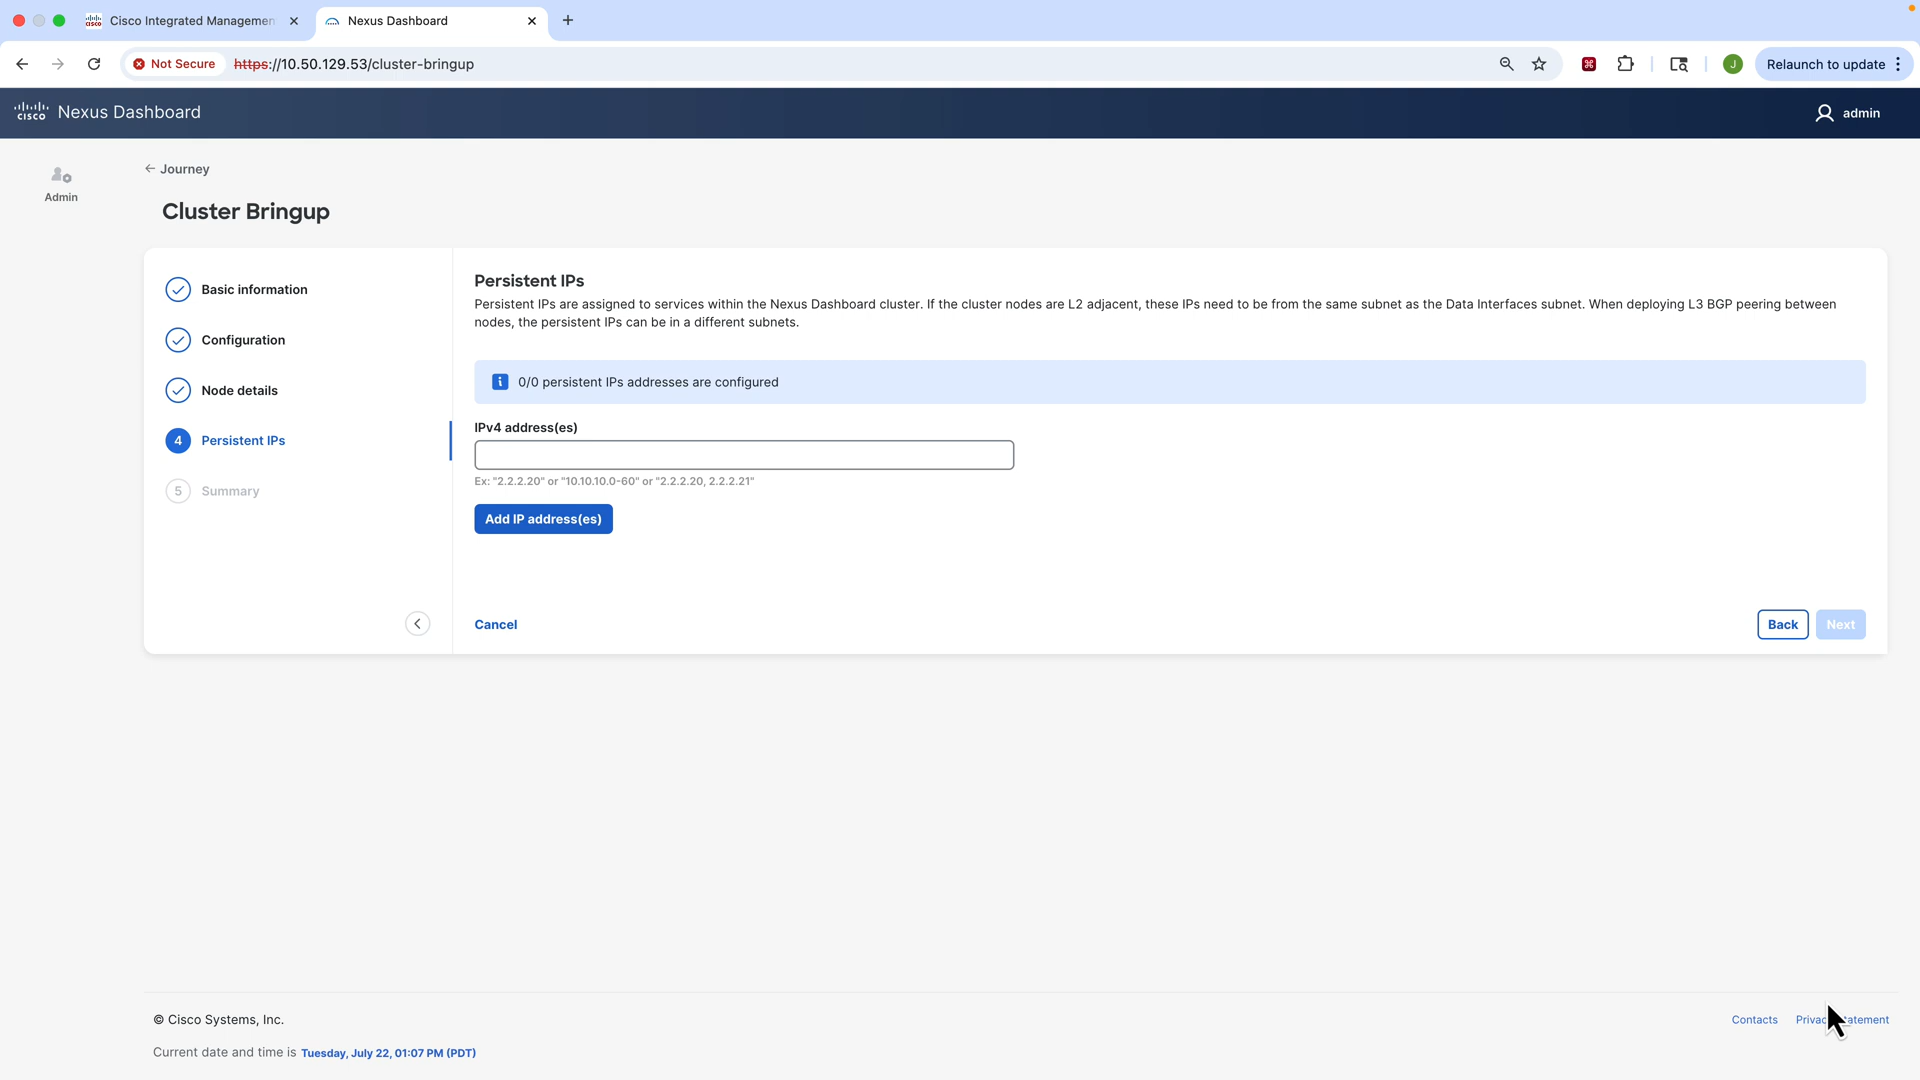 Cisco Integrated Managemen
Nexus Dashboard
Not Secure
https://10.50.129.53/cluster-bringup
J
Relaunch to update
cisco
Nexus Dashboard
admin
Admin
← Journey
Cluster Bringup
Basic information
Configuration
Node details
4 Persistent IPs
5 Summary
Persistent IPs
Persistent IPs are assigned to services within the Nexus Dashboard cluster. If the cluster nodes are L2 adjacent, these IPs need to be from the same subnet as the Data Interfaces subnet. When deploying L3 BGP peering between
nodes, the persistent IPs can be in a different subnets.
0/0 persistent IPs addresses are configured
IPv4 address(es)
Ex: "2.2.2.20" or "10.10.10.0-60" or "2.2.2.20, 2.2.2.21"
Add IP address(es)
Cancel
Back
Next
© Cisco Systems, Inc.
Contacts
Current date and time is Tuesday, July 22, 01:07 PM (PDT)